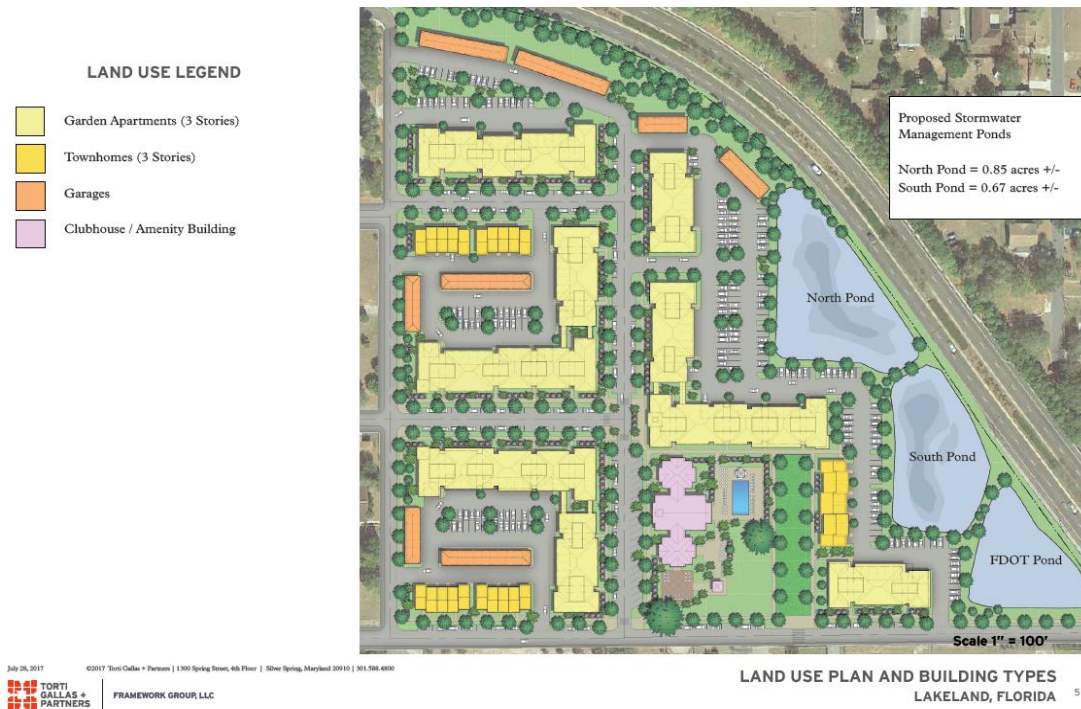 LAND USE LEGEND
Garden Apartments (3 Stories)
Townhomes (3 Stories)
Garages
Clubhouse / Amenity Building
Proposed Stormwater
Management Ponds
North Pond = 0.85 acres +/-
South Pond = 0.67 acres +/-
North Pond
South Pond
FDOT Pond
Scale 1" = 100'
July 28, 2017
©2017 Torti Gallas + Partners | 1300 Spring Street, 4th Floor | Silver Spring, Maryland 20910 | 301.588.4800
TORTI
GALLAS +
PARTNERS
FRAMEWORK GROUP, LLC
LAND USE PLAN AND BUILDING TYPES
LAKELAND, FLORIDA
5